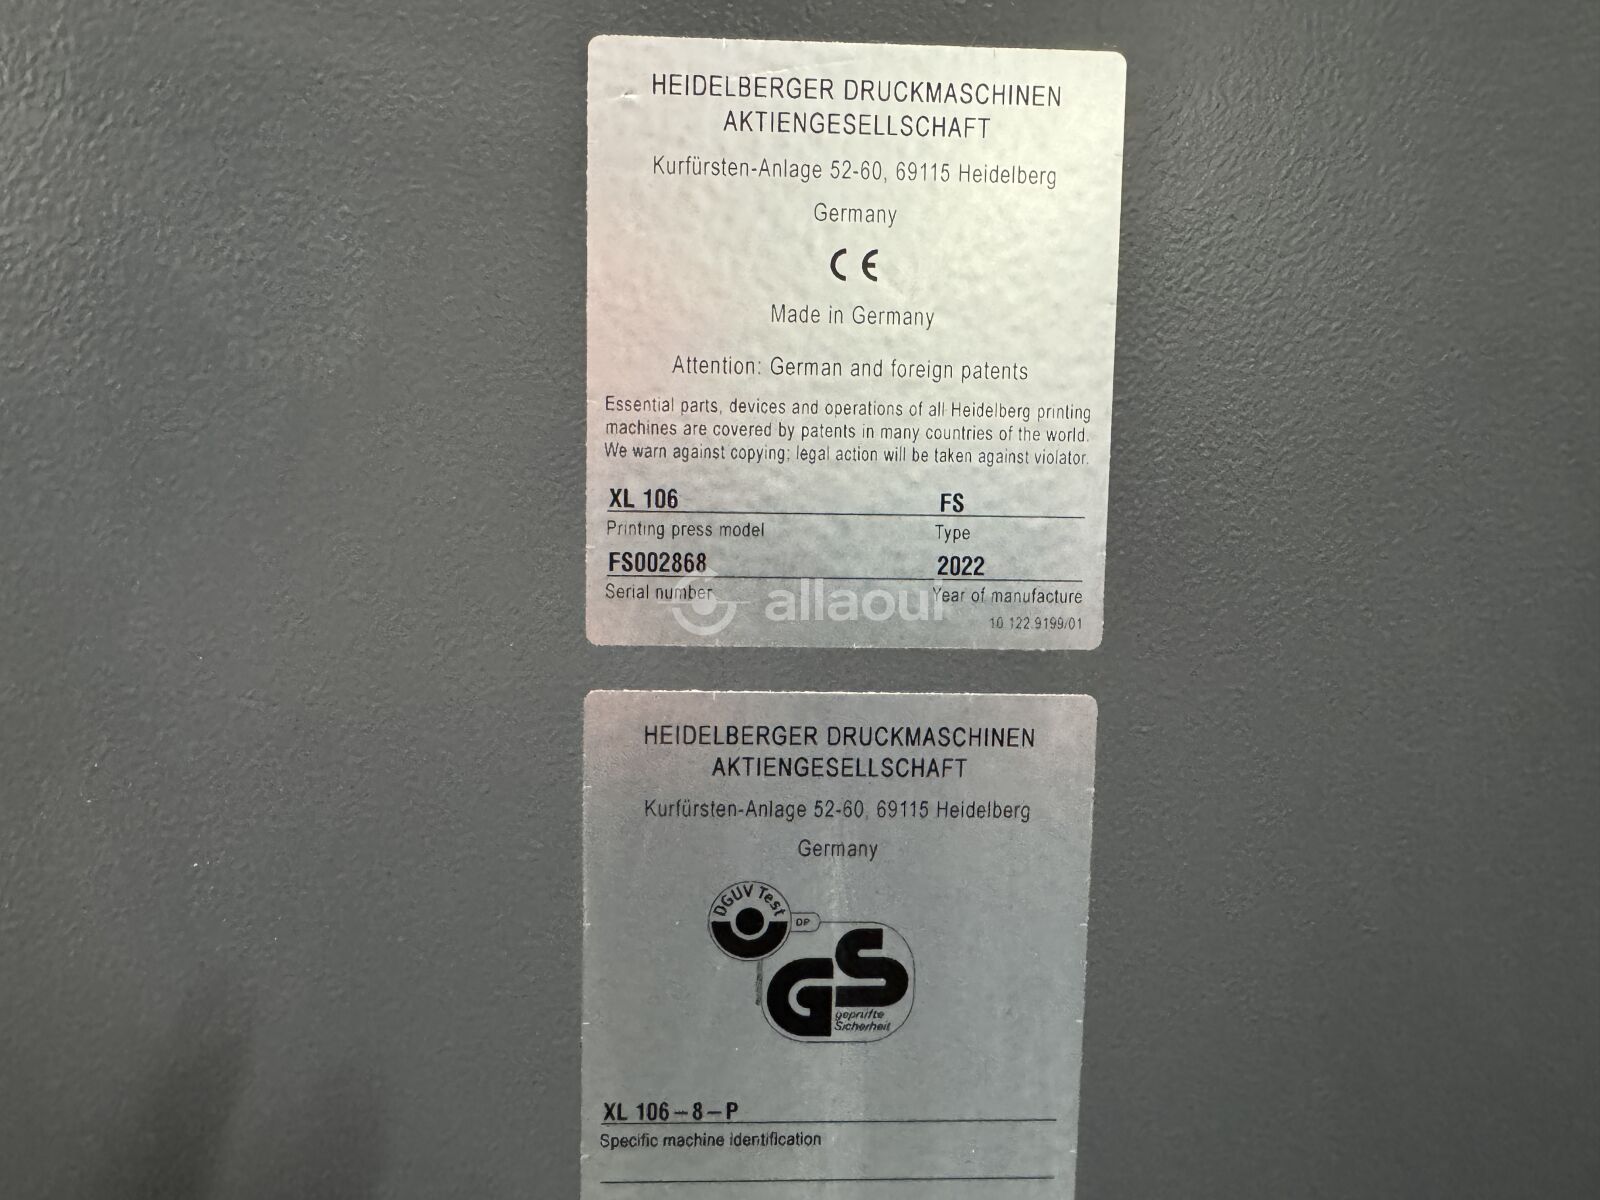 HEIDELBERGER DRUCKMASCHINEN
AKTIENGESELLSCHAFT
Kurfürsten-Anlage 52-60, 69115 Heidelberg
Germany
CE
Made in Germany
Attention: German and foreign patents
Essential parts, devices and operations of all Heidelberg printing
machines are covered by patents in many countries of the world.
We warn against copying; legal action will be taken against violator.
XL 106 FS
Printing press model Type
FS002868 2022
Serial number Year of manufacture
allaoui
10.122.9199/01
HEIDELBERGER DRUCKMASCHINEN
AKTIENGESELLSCHAFT
Kurfürsten-Anlage 52-60, 69115 Heidelberg
Germany
DGUV Test
DP
GS
geprüfte
Sicherheit
XL 106-8-P
Specific machine identification